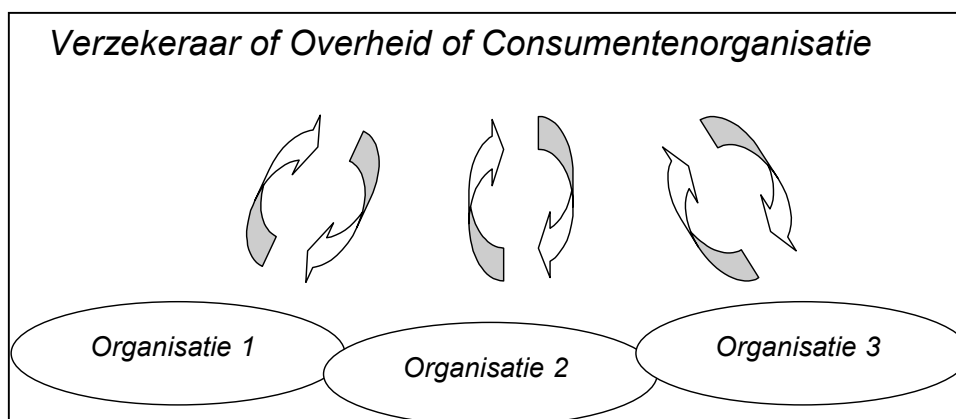 Verzekeraar of Overheid of Consumentenorganisatie
Organisatie 1
Organisatie 2
Organisatie 3